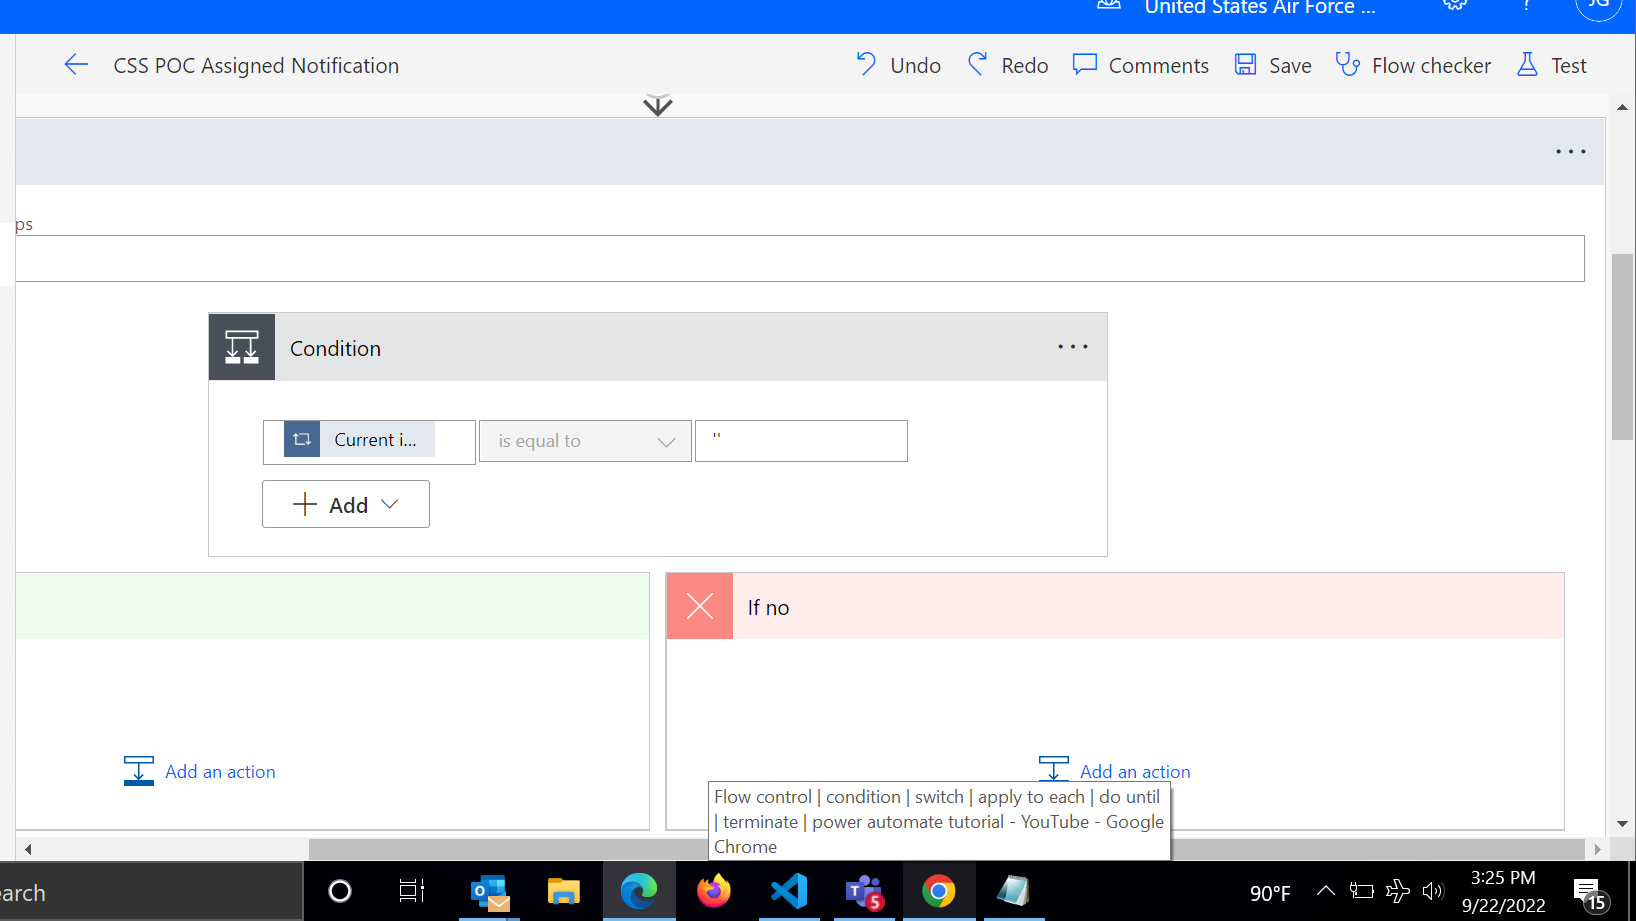 United States Air Force ...
?
JG
CSS POC Assigned Notification
Undo
Redo
Comments
Save
Flow checker
Test
ps
Condition
Current i...
is equal to
''
Add
If no
Add an action
Add an action
Flow control | condition | switch | apply to each | do until
| terminate | power automate tutorial - YouTube - Google
Chrome
earch
5
90°F
3:25 PM
9/22/2022
15